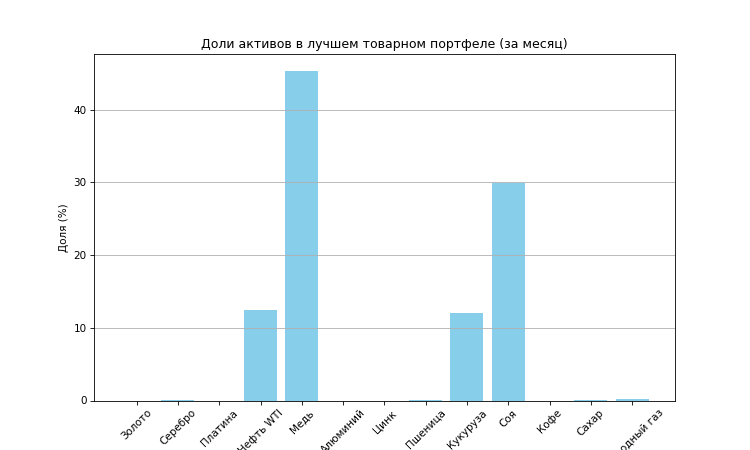 Доли активов в лучшем товарном портфеле (за месяц)
Доля (%)
40
30
20
10
0
Золото
Серебро
Платина
Нефть WTI
Медь
Алюминий
Цинк
Пшеница
Кукуруза
Соя
Кофе
Сахар
одный газ